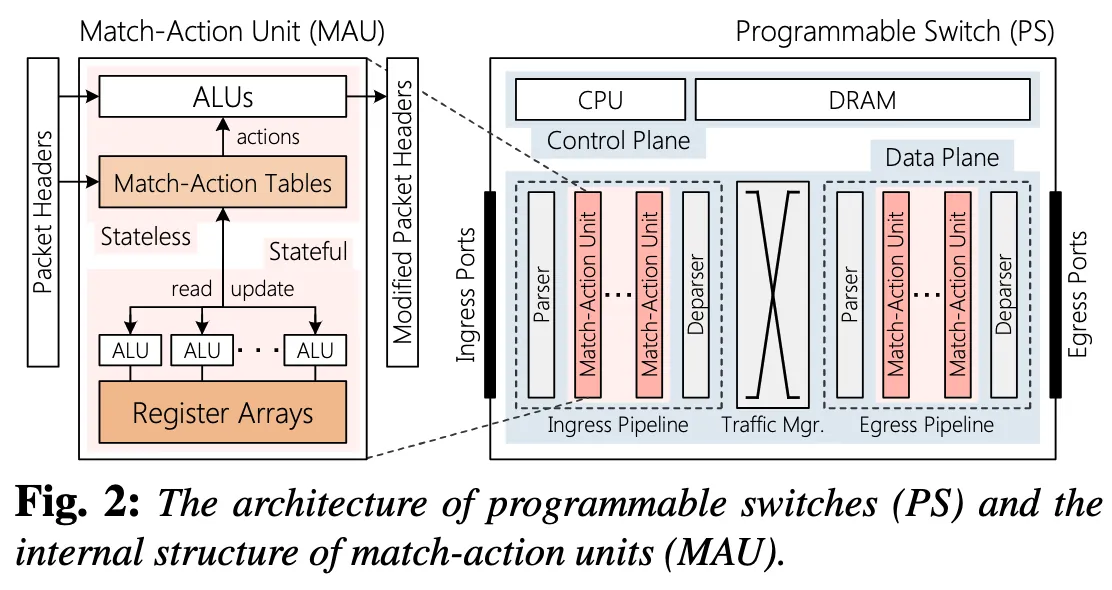 Match-Action Unit (MAU)
Programmable Switch (PS)
Packet Headers
ALUs
actions
Match-Action Tables
Stateless
Stateful
read
update
ALU
ALU
· · ·
ALU
Register Arrays
Modified Packet Headers
CPU
DRAM
Control Plane
Data Plane
Ingress Ports
Parser
Match-Action Unit
...
Match-Action Unit
Deparser
Ingress Pipeline
Traffic Mgr.
Parser
Match-Action Unit
...
Match-Action Unit
Deparser
Egress Pipeline
Egress Ports
Fig. 2: The architecture of programmable switches (PS) and the
internal structure of match-action units (MAU).